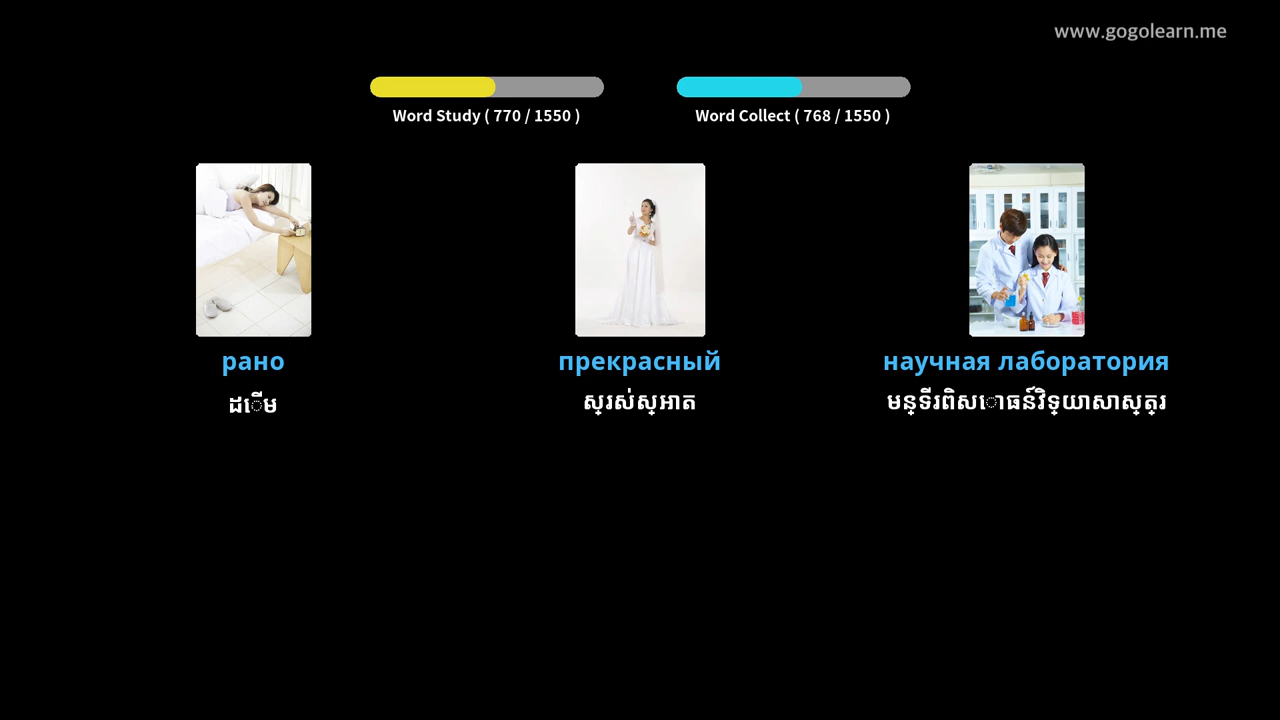 www.gogolearn.me
Word Study ( 770 / 1550 )
Word Collect ( 768 / 1550 )
рано
прекрасный
научная лаборатория
ដើម
ស្រស់ស្អាត
មន្ទីរពិសោធន៍វិទ្យាសាស្ត្រ